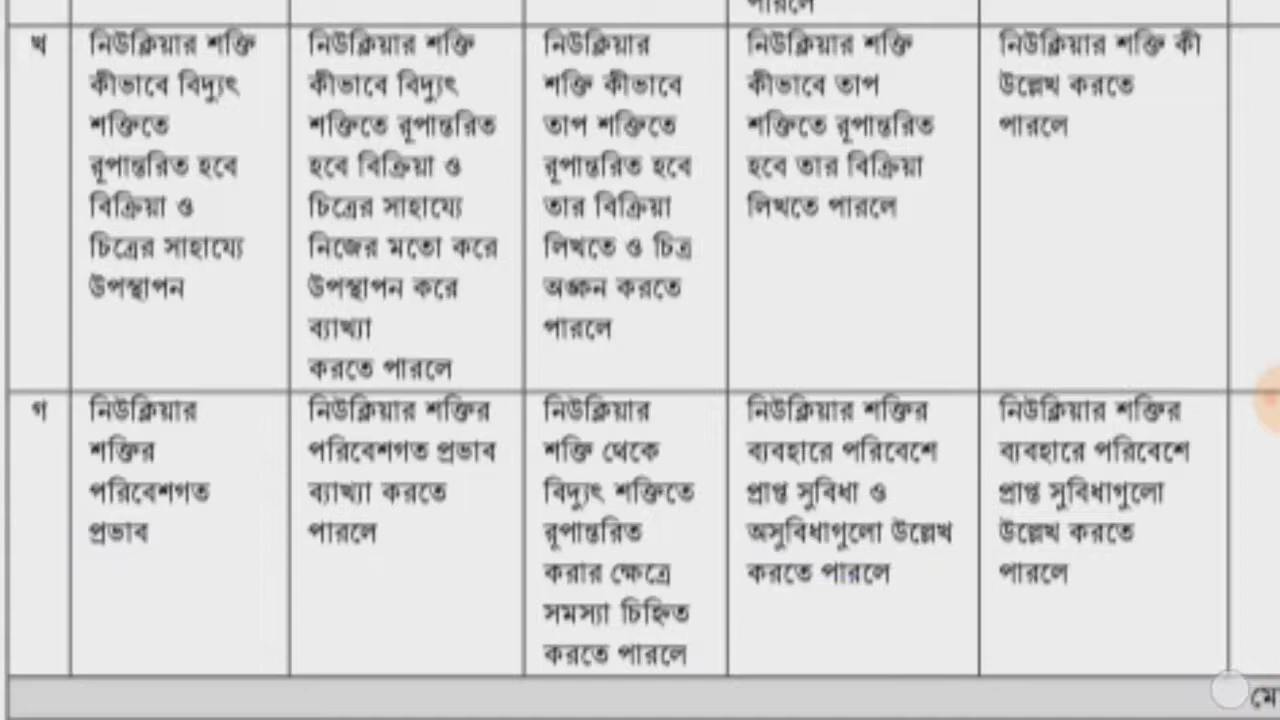 পারলে
খ
নিউক্লিয়ার শক্তি
কীভাবে বিদ্যুৎ
শক্তিতে
রূপান্তরিত হবে
বিক্রিয়া ও
চিত্রের সাহায্যে
উপস্থাপন
নিউক্লিয়ার শক্তি
কীভাবে বিদ্যুৎ
শক্তিতে রূপান্তরিত
হবে বিক্রিয়া ও
চিত্রের সাহায্যে
নিজের মতো করে
উপস্থাপন করে
ব্যাখ্যা
করতে পারলে
নিউক্লিয়ার
শক্তি কীভাবে
তাপ শক্তিতে
রূপান্তরিত হবে
তার বিক্রিয়া
লিখতে ও চিত্র
অঙ্কন করতে
পারলে
নিউক্লিয়ার শক্তি
কীভাবে তাপ
শক্তিতে রূপান্তরিত
হবে তার বিক্রিয়া
লিখতে পারলে
নিউক্লিয়ার শক্তি কী
উল্লেখ করতে
পারলে
গ
নিউক্লিয়ার
শক্তির
পরিবেশগত
প্রভাব
নিউক্লিয়ার শক্তির
পরিবেশগত প্রভাব
ব্যাখ্যা করতে
পারলে
নিউক্লিয়ার
শক্তি থেকে
বিদ্যুৎ শক্তিতে
রূপান্তরিত
করার ক্ষেত্রে
সমস্যা চিহ্নিত
করতে পারলে
নিউক্লিয়ার শক্তির
ব্যবহারে পরিবেশে
প্রাপ্ত সুবিধা ও
অসুবিধাগুলো উল্লেখ
করতে পারলে
নিউক্লিয়ার শক্তির
ব্যবহারে পরিবেশে
প্রাপ্ত সুবিধাগুলো
উল্লেখ করতে
পারলে